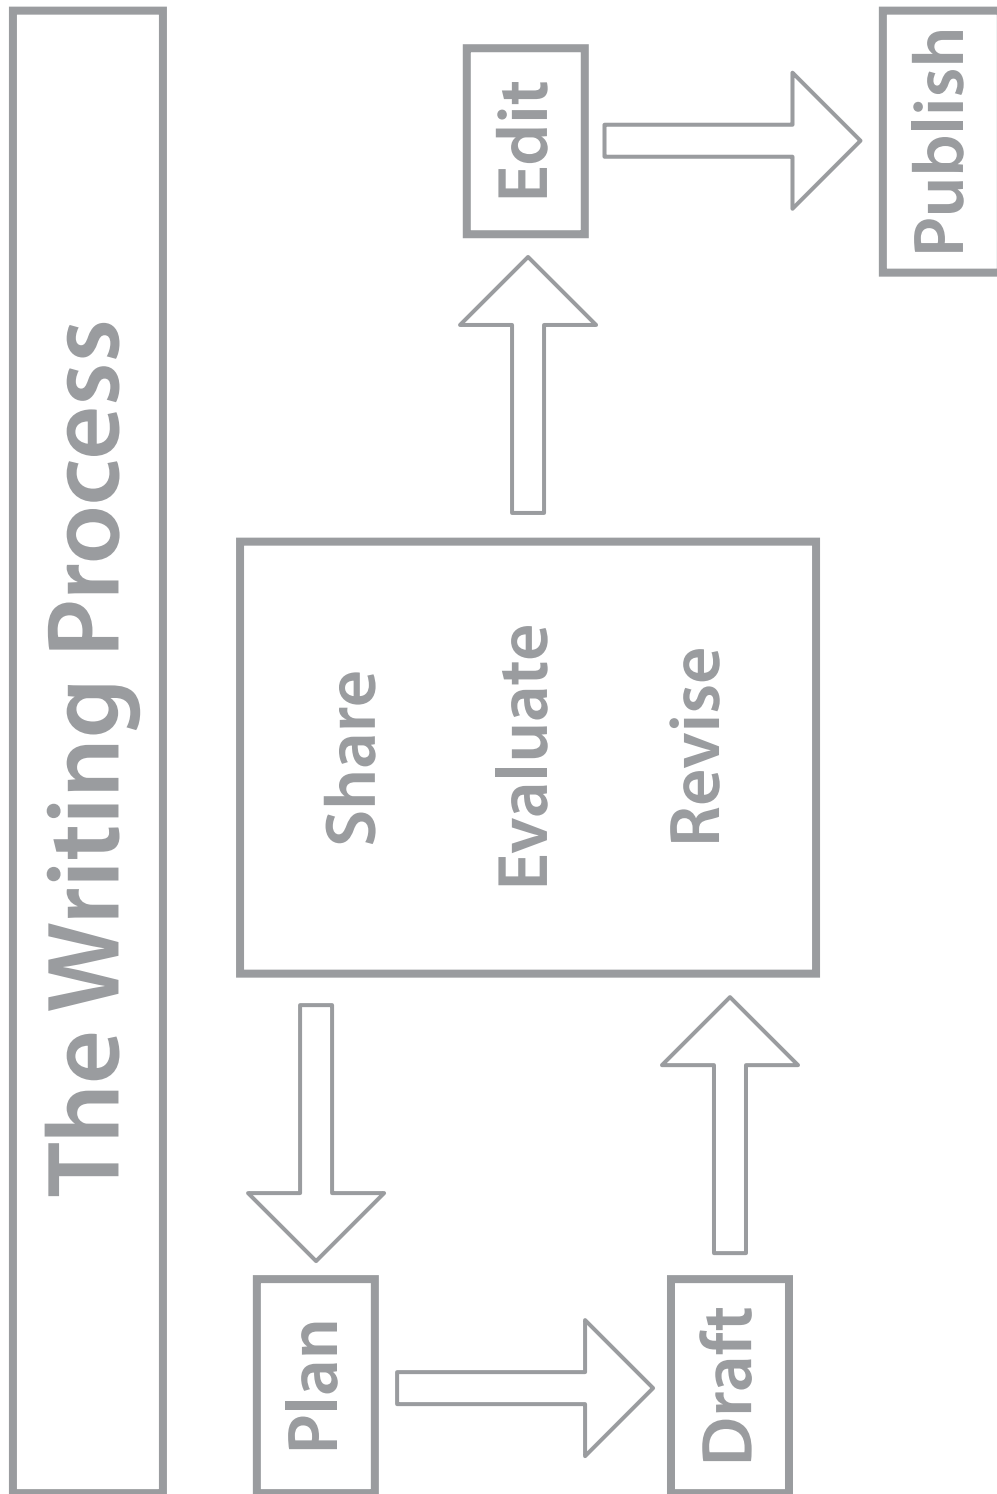 The Writing Process
Plan
Draft
Share
Evaluate
Revise
Edit
Publish